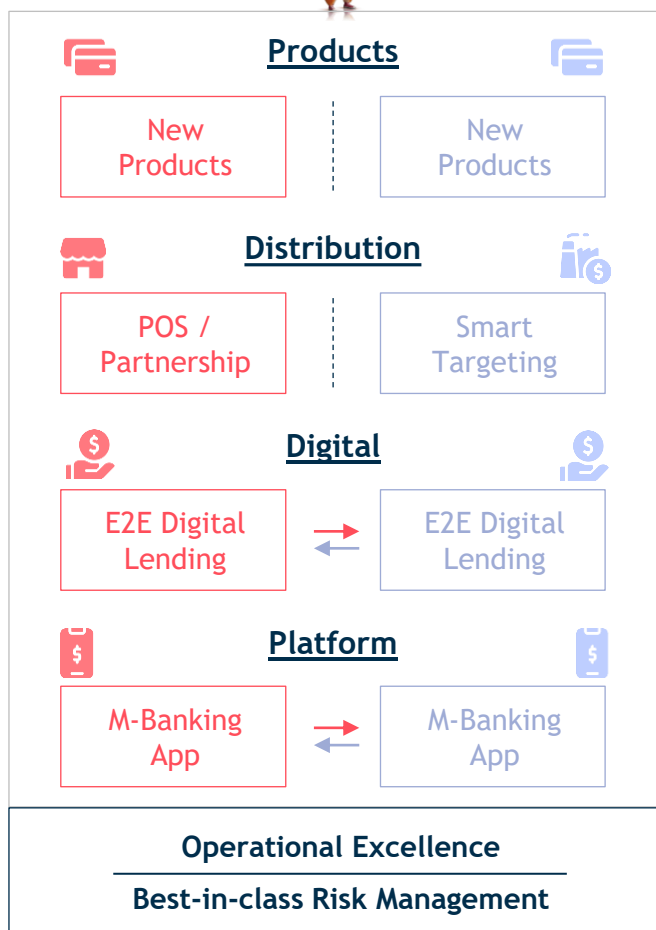 Products
New
Products
New
Products
Distribution
POS /
Partnership
Smart
Targeting
$
Digital
$
$
E2E Digital
Lending
E2E Digital
Lending
Platform
$
$
M-Banking
App
M-Banking
App
Operational Excellence
Best-in-class Risk Management